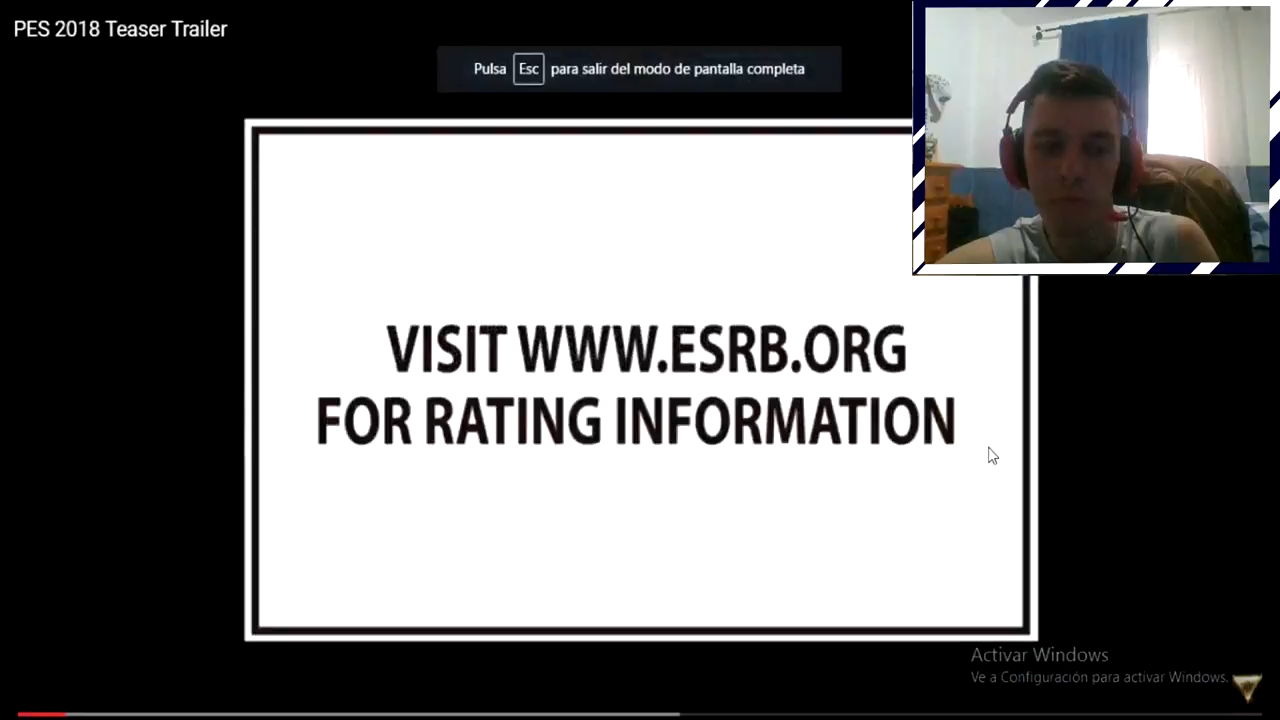 PES 2018 Teaser Trailer
Pulsa Esc para salir del modo de pantalla completa
VISIT WWW.ESRB.ORG
FOR RATING INFORMATION
Activar Windows
Ve a Configuración para activar Windows.